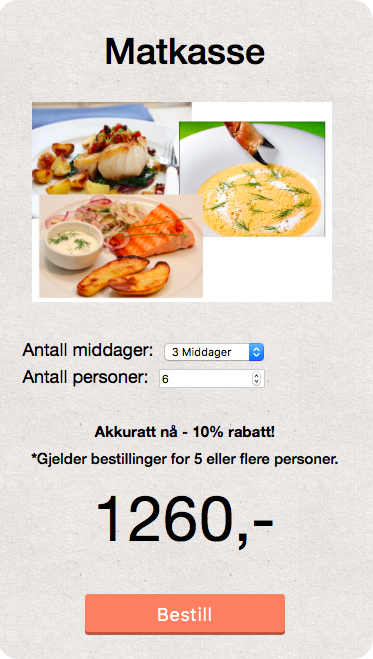 Matkasse
Antall middager: 3 Middager
Antall personer: 6
Akkuratt nå - 10% rabatt!
*Gjelder bestillinger for 5 eller flere personer.
1260,-
Bestill